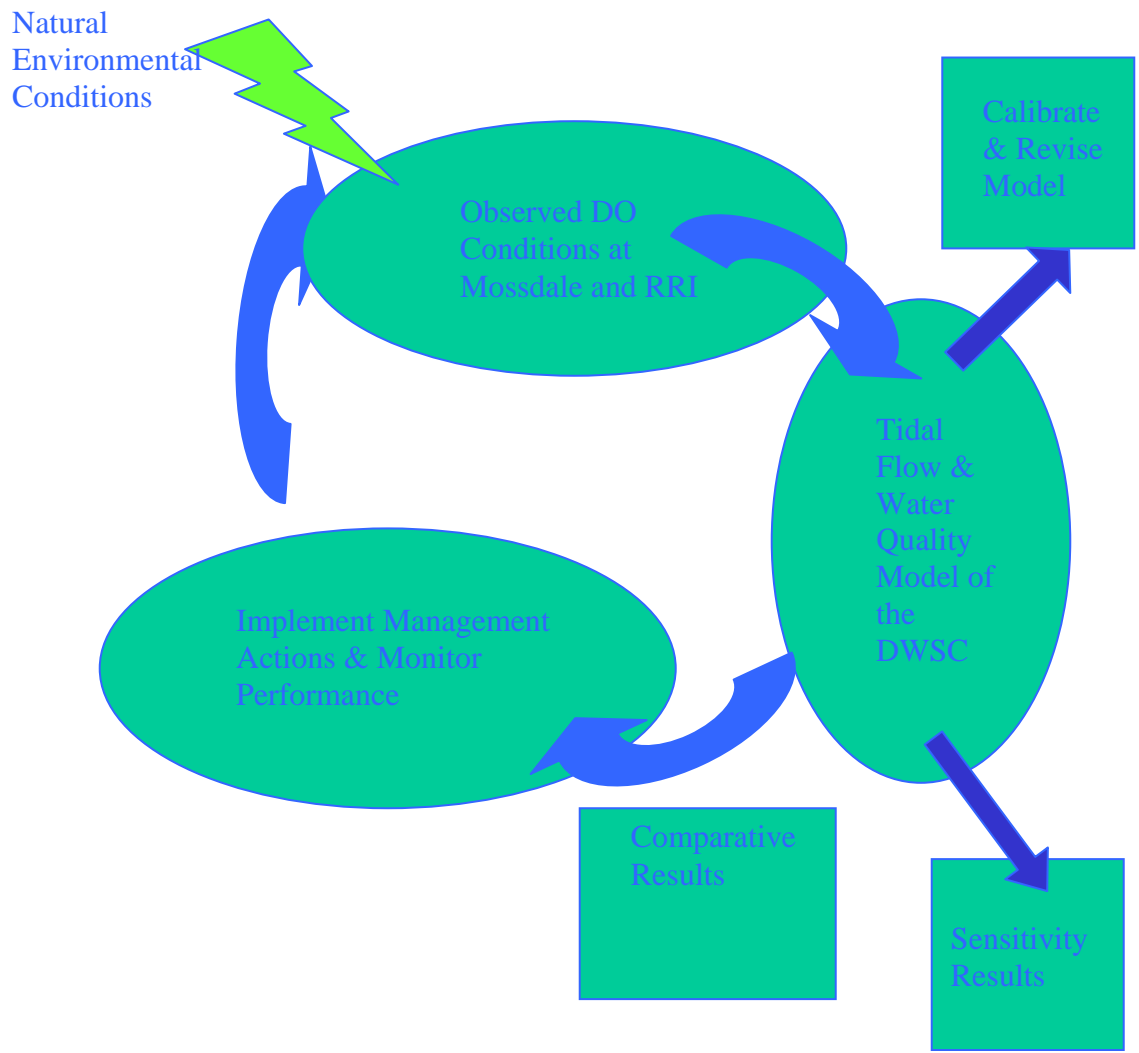 Natural
Environmental
Conditions
Calibrate
& Revise
Model
Observed DO
Conditions at
Mossdale and RRI
Tidal
Flow &
Water
Quality
Model of
the
DWSC
Implement Management
Actions & Monitor
Performance
Comparative
Results
Sensitivity
Results